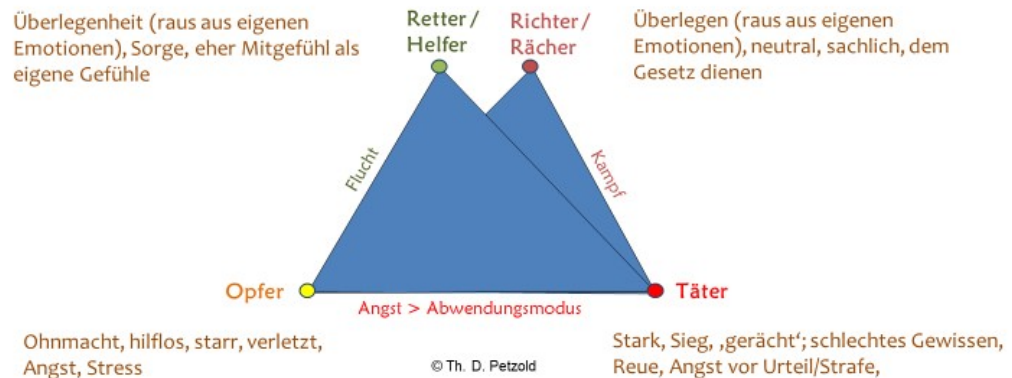 Überlegenheit (raus aus eigenen
Emotionen), Sorge, eher Mitgefühl als
eigene Gefühle
Retter /
Helfer
Richter /
Rächer
Überlegen (raus aus eigenen
Emotionen), neutral, sachlich, dem
Gesetz dienen
Flucht
Kampf
Opfer
Täter
Angst > Abwendungsmodus
Ohnmacht, hilflos, starr, verletzt,
Angst, Stress
© Th. D. Petzold
Stark, Sieg, ‚gerächt‘; schlechtes Gewissen,
Reue, Angst vor Urteil/Strafe,